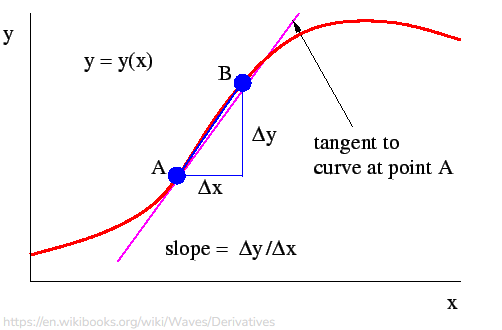 y
y = y(x)
B
Δy
A
Δx
tangent to
curve at point A
slope = Δy/Δx
x
https://en.wikibooks.org/wiki/Waves/Derivatives